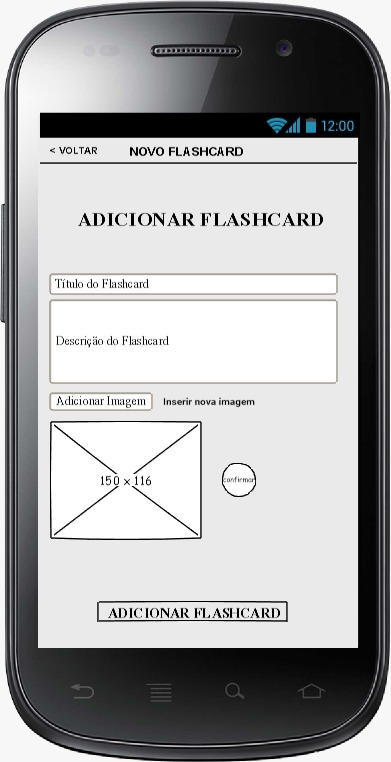 12:00
< VOLTAR NOVO FLASHCARD
ADICIONAR FLASHCARD
Título do Flashcard
Descrição do Flashcard
Adicionar Imagem Inserir nova imagem
150 × 116
confirmar
ADICIONAR FLASHCARD